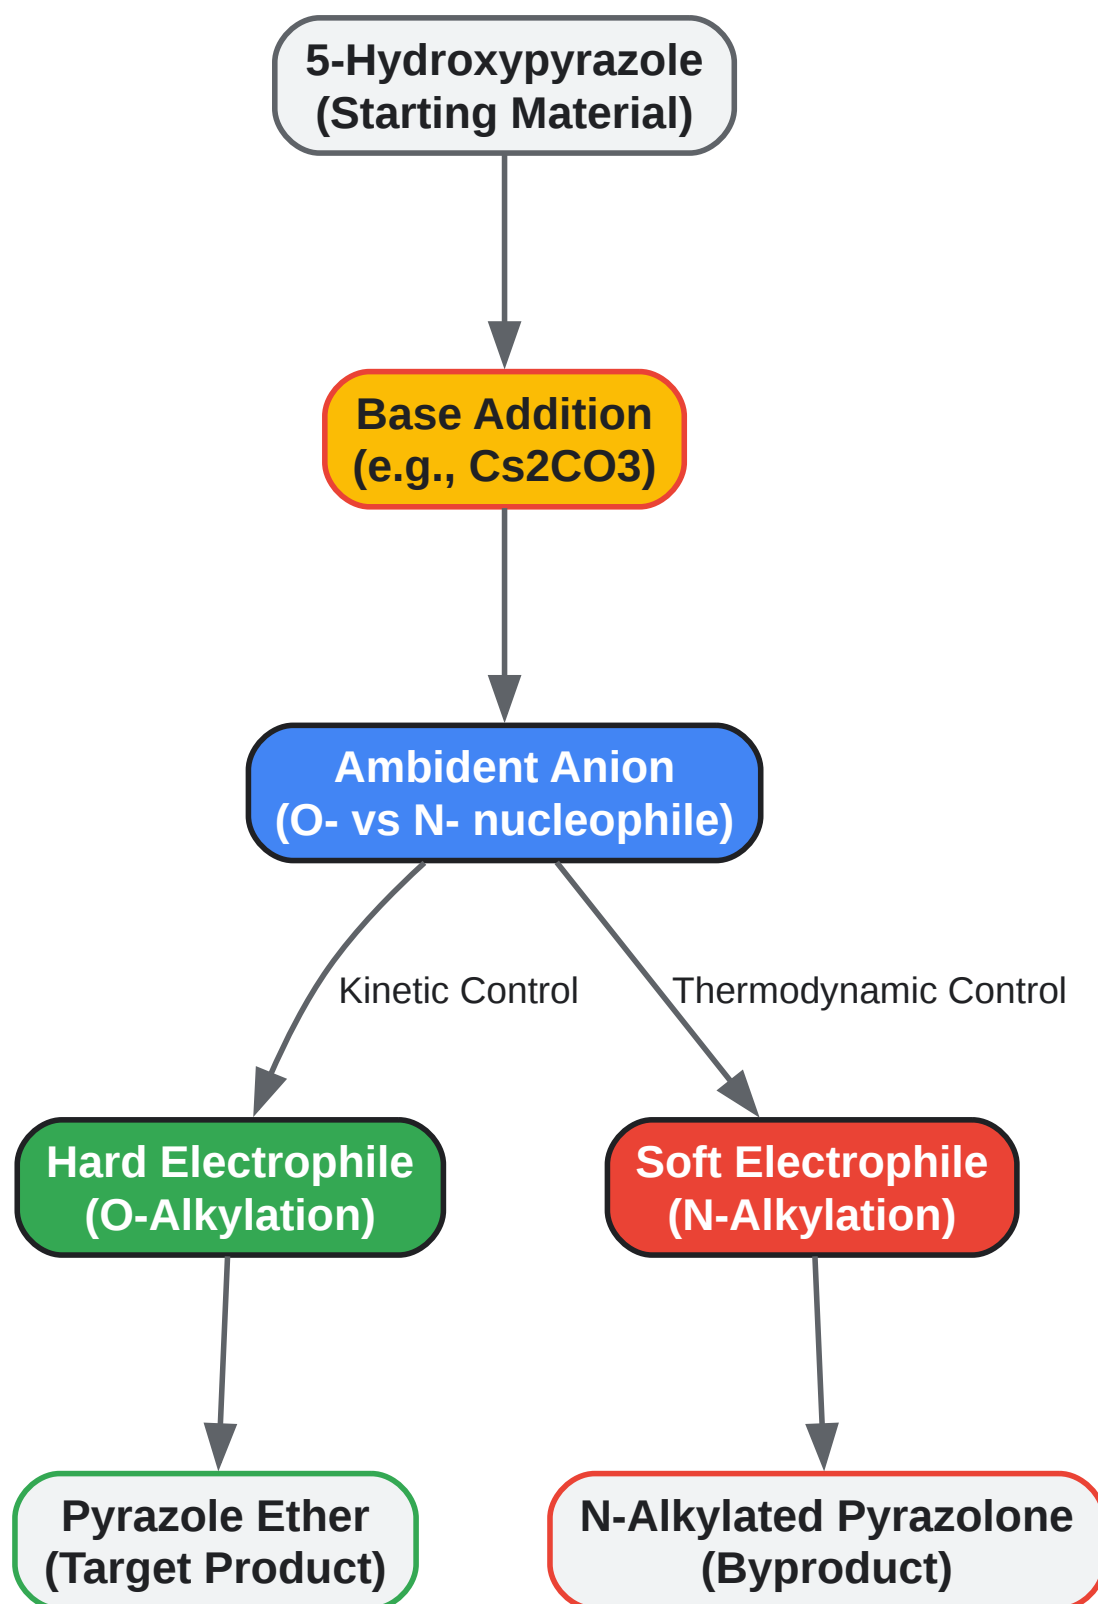 5-Hydroxypyrazole
(Starting Material)
Base Addition
(e.g., Cs2CO3)
Ambident Anion
(O- vs N- nucleophile)
Kinetic Control
Thermodynamic Control
Hard Electrophile
(O-Alkylation)
Soft Electrophile
(N-Alkylation)
Pyrazole Ether
(Target Product)
N-Alkylated Pyrazolone
(Byproduct)